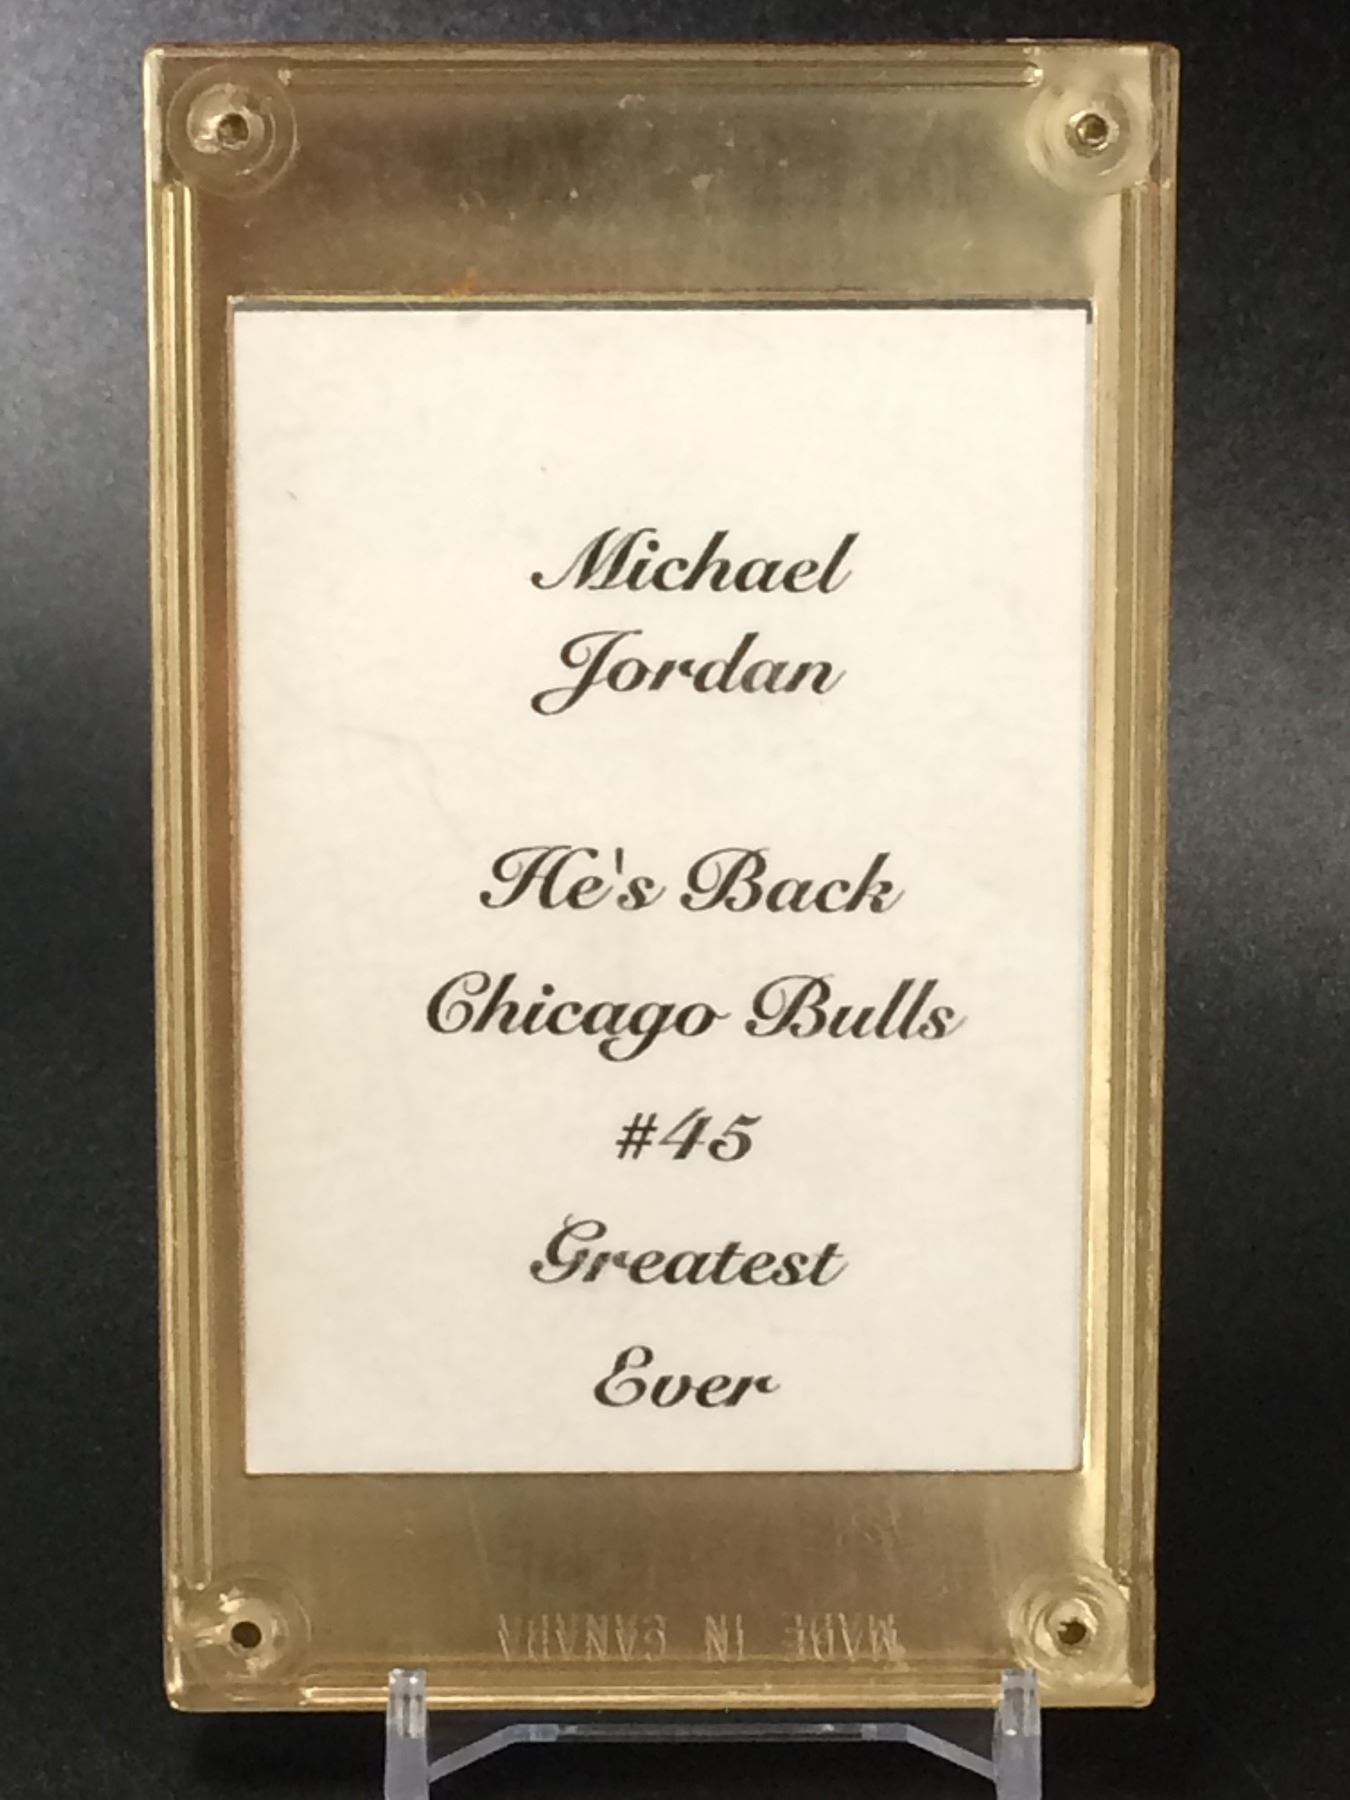 Michael
Jordan
He's Back
Chicago Bulls
#45
Greatest
Ever
MADE IN CANADA